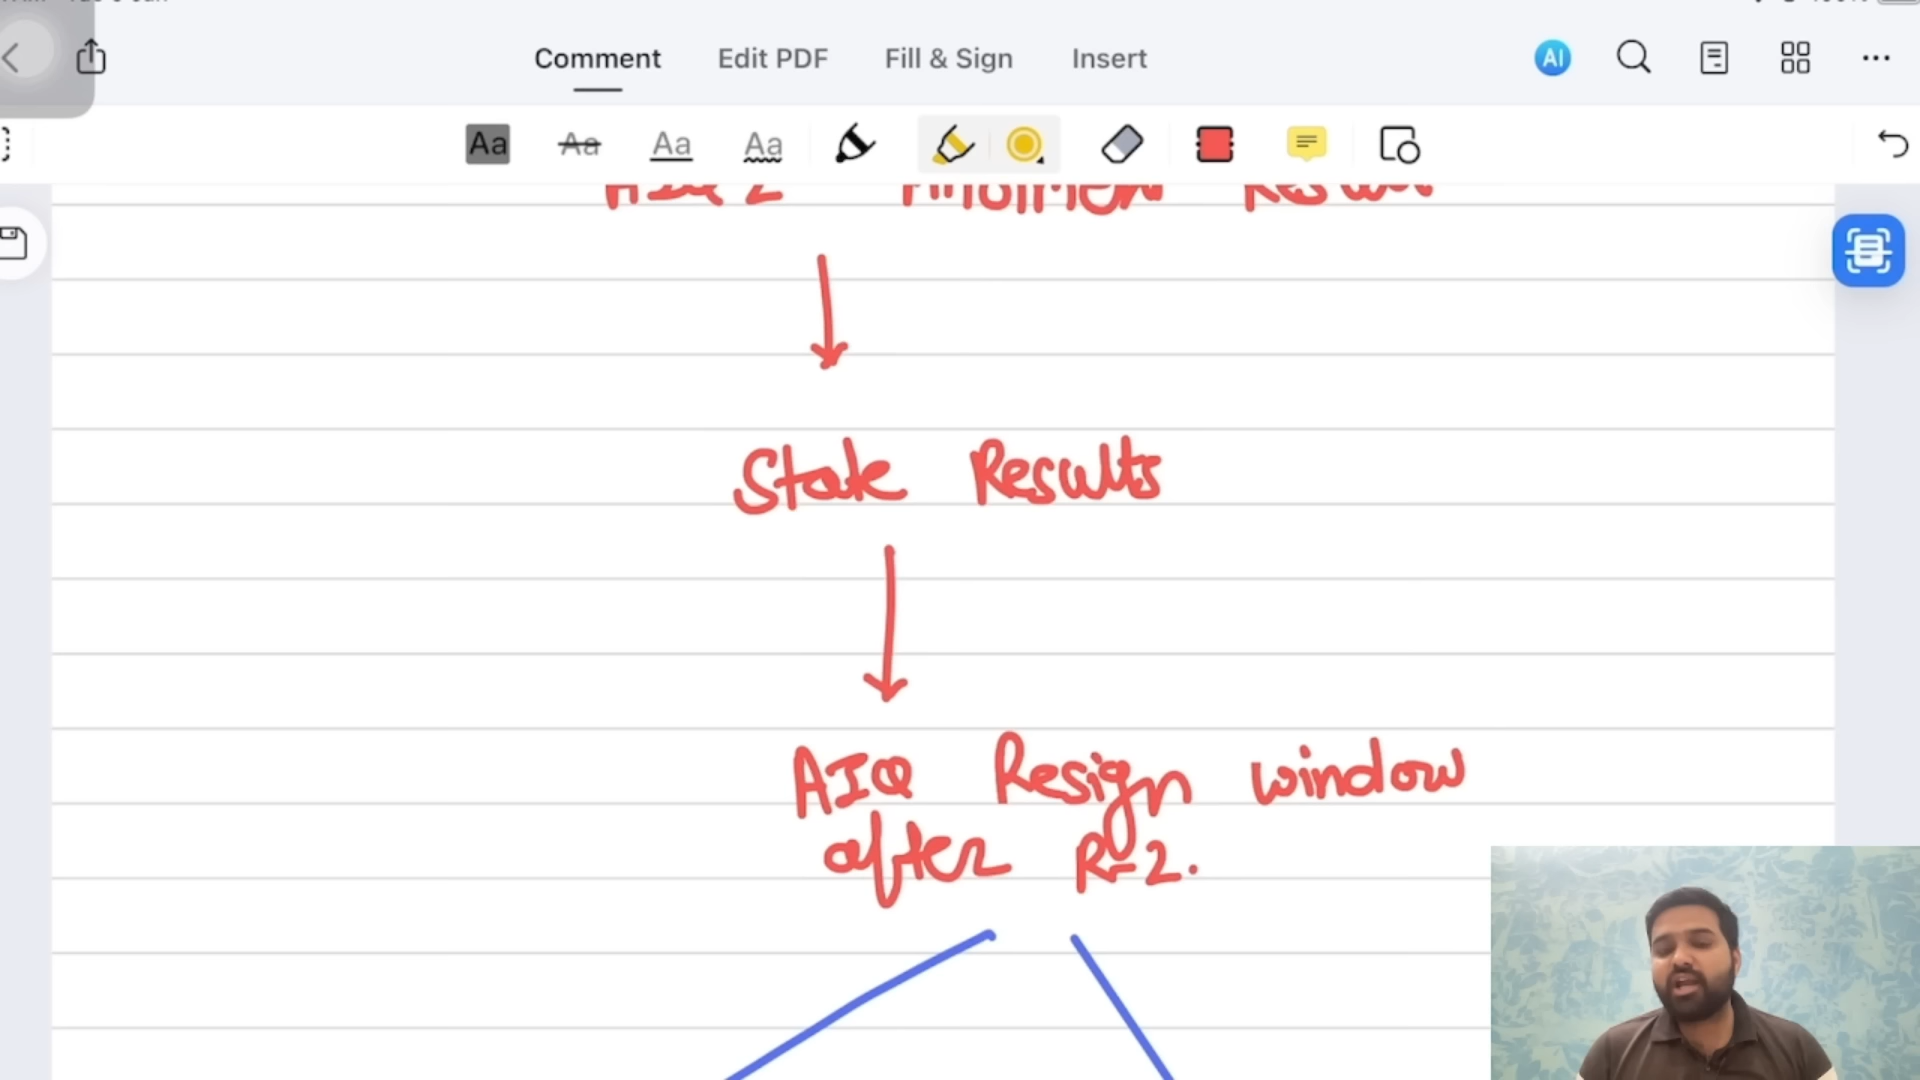 Comment
Edit PDF
Fill & Sign
Insert
AI
Aa
Aa
Aa
Aa
State Results
AIQ Resign window
after R-2.